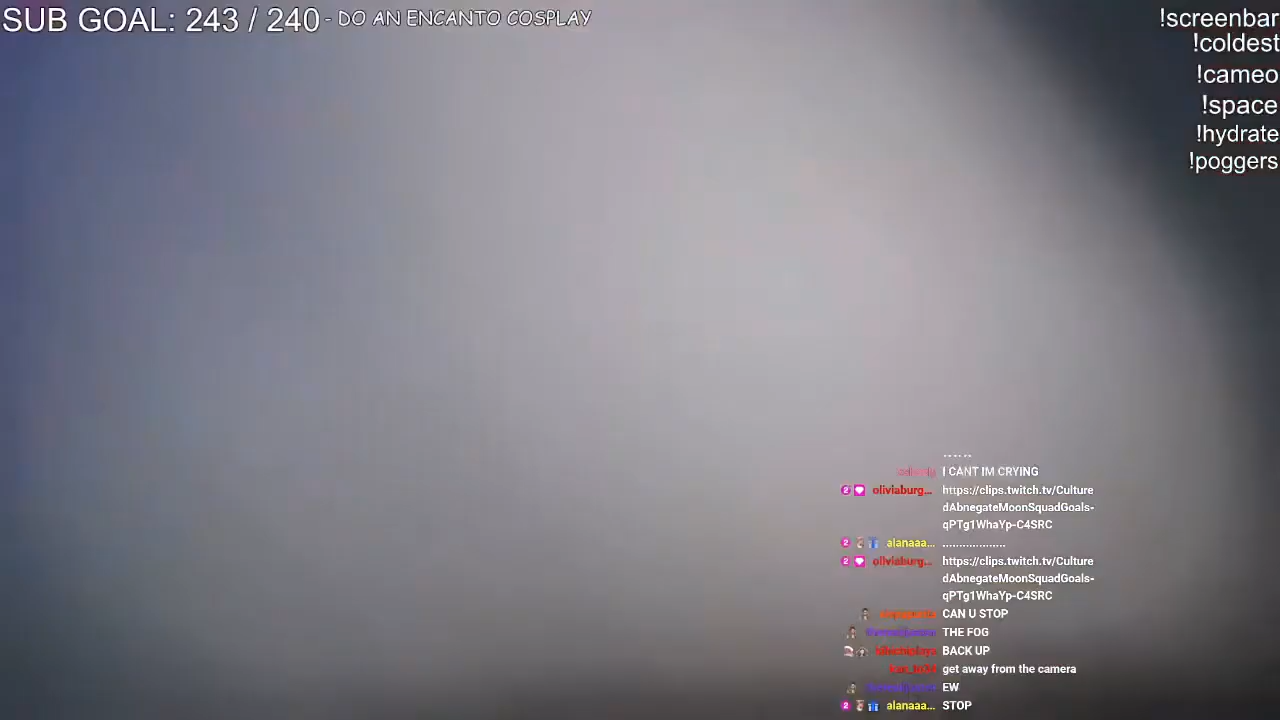 SUB GOAL: 243 / 240 - DO AN ENCANTO COSPLAY
!screenbar
!coldest
!cameo
!space
!hydrate
!poggers
I CANT IM CRYING
oliviaburg... https://clips.twitch.tv/Culture
dAbnegateMoonSquadGoals-
qPTg1WhaYp-C4SRC
alanaaa... ...................
oliviaburg... https://clips.twitch.tv/Culture
dAbnegateMoonSquadGoals-
qPTg1WhaYp-C4SRC
CAN U STOP
THE FOG
BACK UP
get away from the camera
EW
alanaaa... STOP